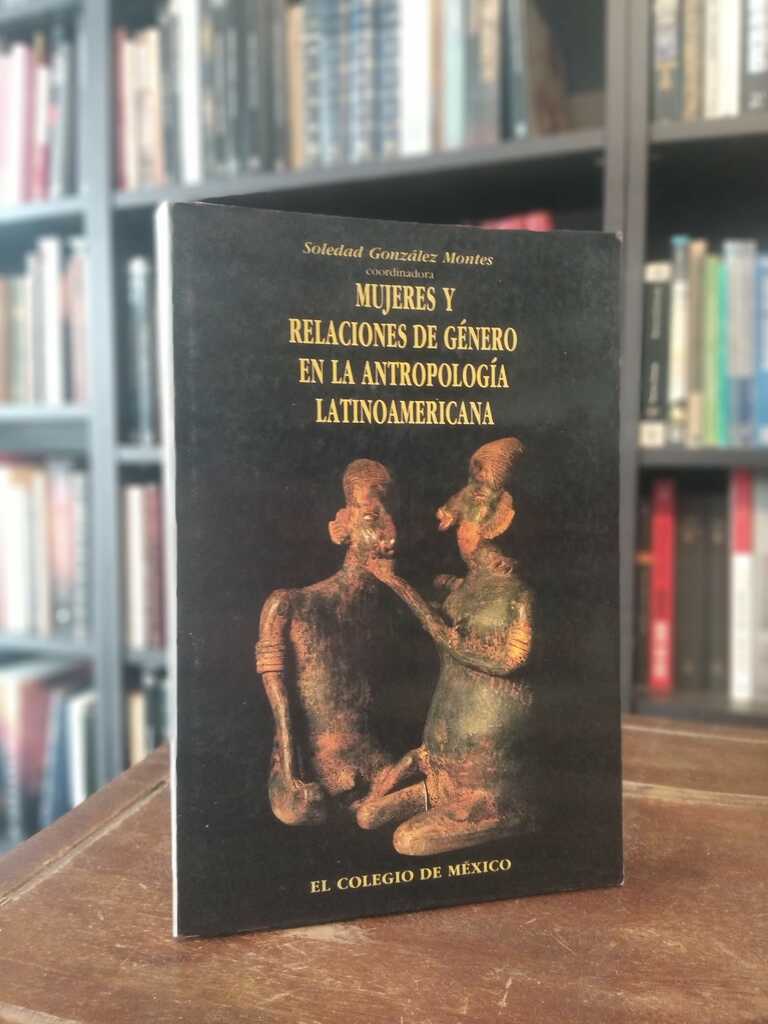 Soledad González Montes
coordinadora
MUJERES Y
RELACIONES DE GÉNERO
EN LA ANTROPOLOGÍA
LATINOAMERICANA
EL COLEGIO DE MÉXICO